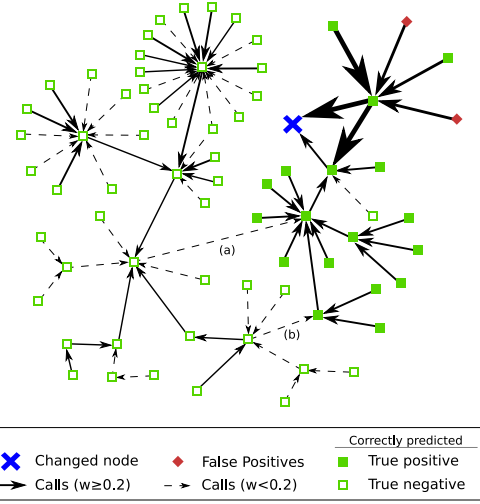 (a)
(b)
Correctly predicted
Changed node
False Positives
True positive
Calls (w≥0.2)
Calls (w<0.2)
True negative